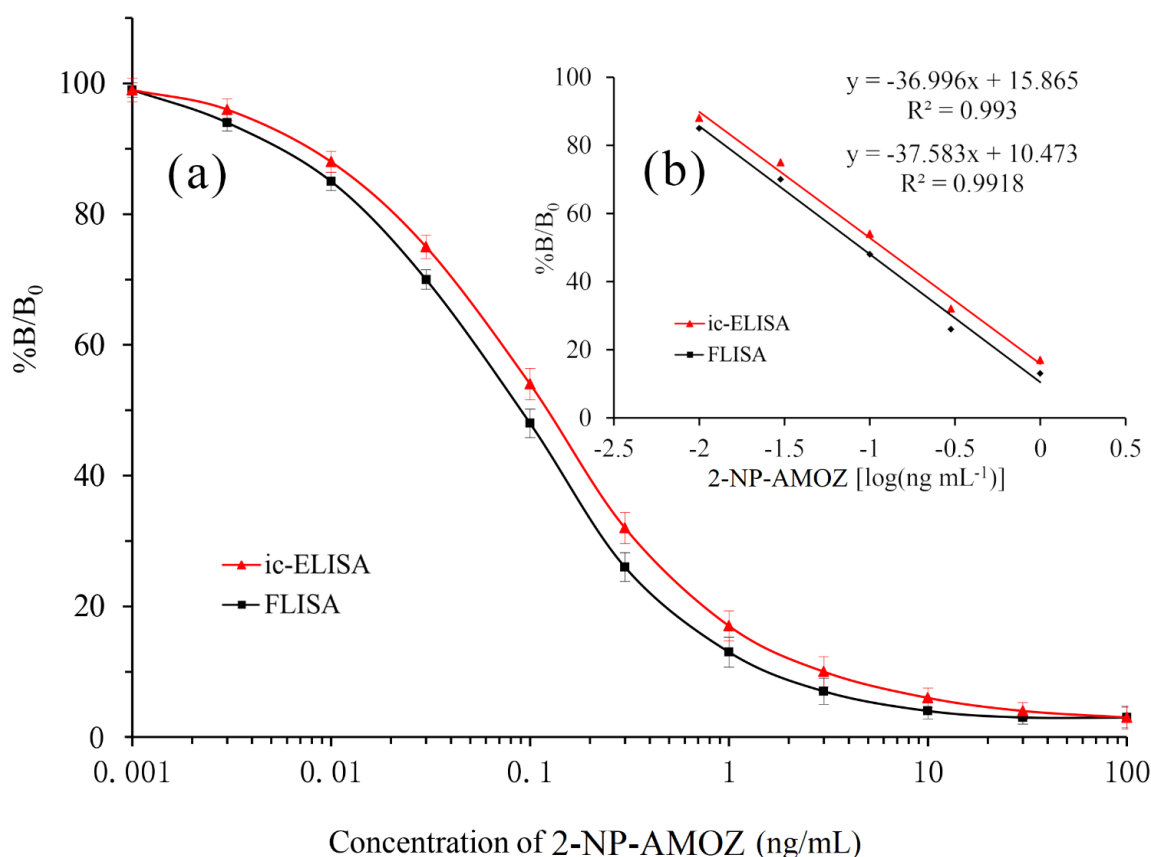 100
80
60
40
20
0
%B/B₀
(a)
ic-ELISA
FLISA
0.001
0.01
0.1
1
10
100
Concentration of 2-NP-AMOZ (ng/mL)
y = -36.996x + 15.865
R² = 0.993
y = -37.583x + 10.473
R² = 0.9918
(b)
100
80
60
40
20
0
%B/B₀
ic-ELISA
FLISA
-2.5
-2
-1.5
-1
-0.5
0
0.5
2-NP-AMOZ [log(ng mL⁻¹)]